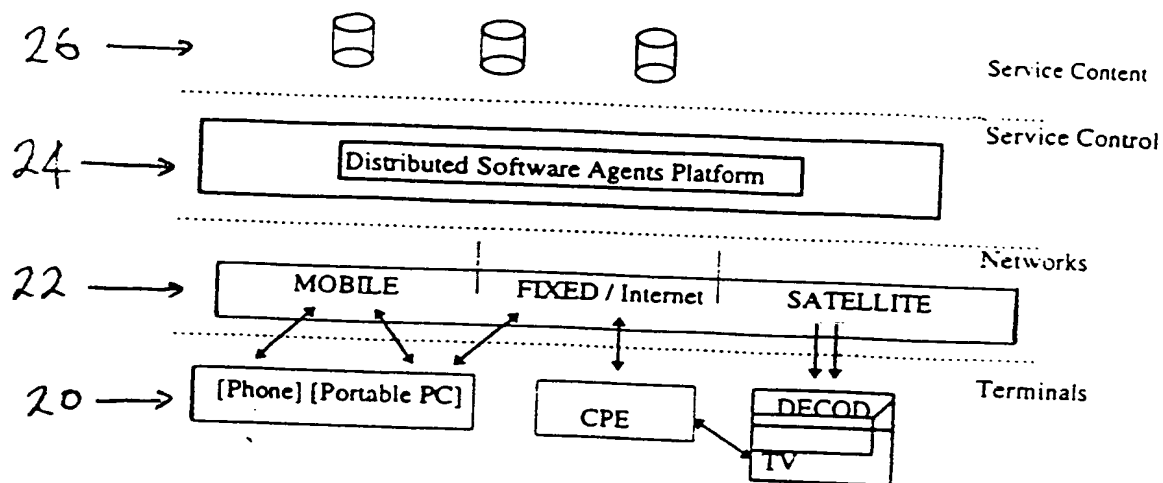 26
Service Content
Service Control
24
Distributed Software Agents Platform
Networks
22
MOBILE
FIXED / Internet
SATELLITE
20
[Phone] [Portable PC]
CPE
DECOD
TV
Terminals